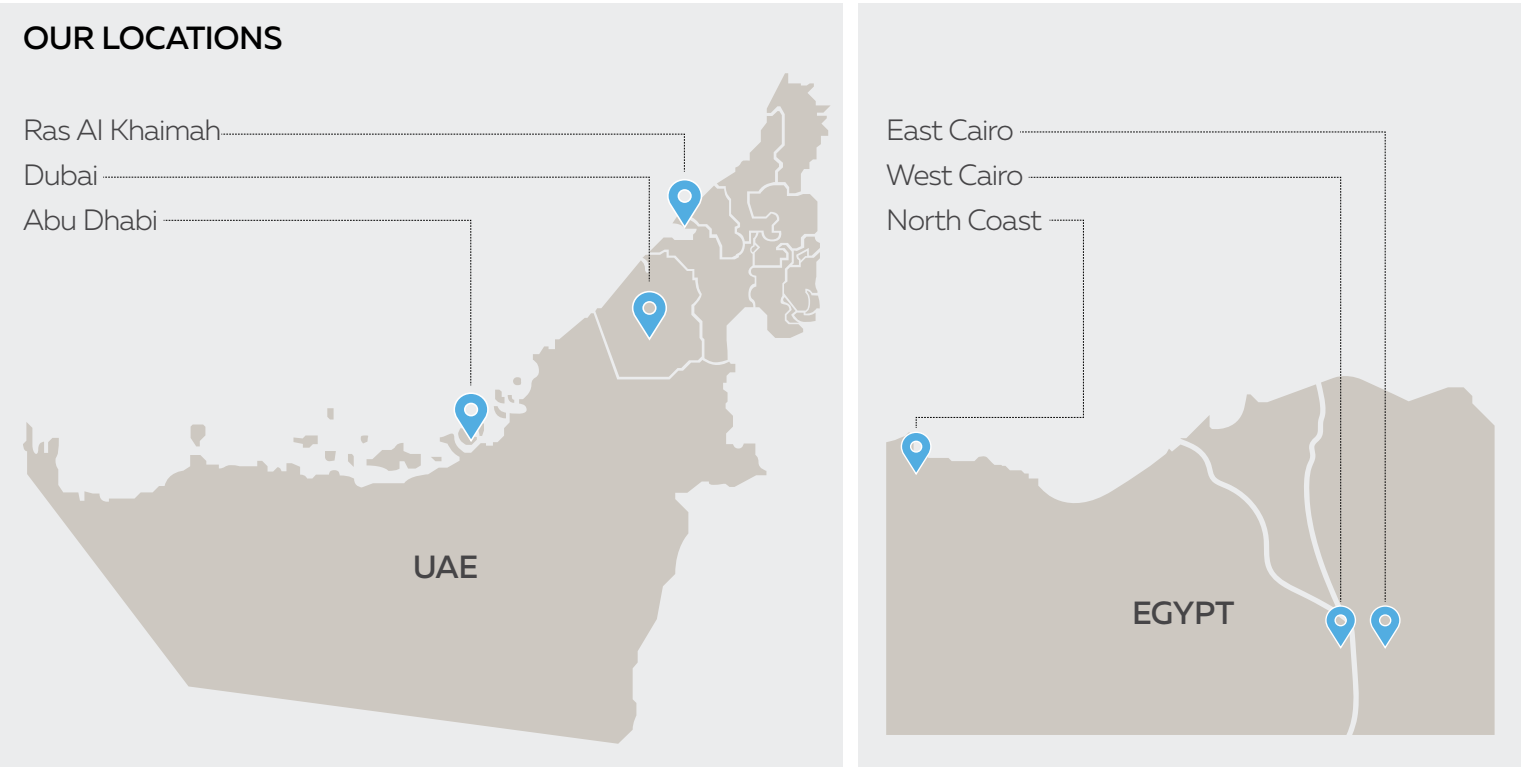 OUR LOCATIONS
Ras Al Khaimah
Dubai
Abu Dhabi
UAE
East Cairo
West Cairo
North Coast
EGYPT